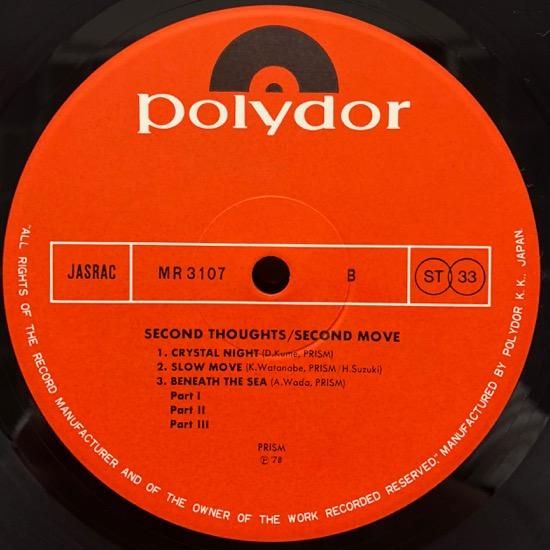 polydor
JASRAC MR 3107 B ST 33
SECOND THOUGHTS/SECOND MOVE
1. CRYSTAL NIGHT (D.Kume, PRISM)
2. SLOW MOVE (K.Watanabe, PRISM/H.Suzuki)
3. BENEATH THE SEA (A.Wada, PRISM)
Part I
Part II
Part III
PRISM
Ⓟ '78
"ALL RIGHTS OF THE RECORD MANUFACTURER AND OF THE OWNER OF THE WORK RECORDED RESERVED." MANUFACTURED BY POLYDOR K.K., JAPAN.